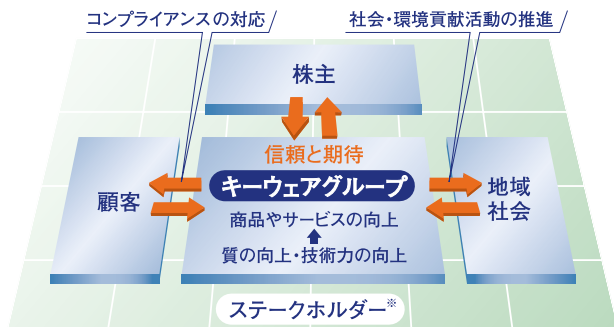 コンプライアンスの対応
社会・環境貢献活動の推進
株主
信頼と期待
キーウェアグループ
顧客
地域
社会
商品やサービスの向上
質の向上・技術力の向上
ステークホルダー※